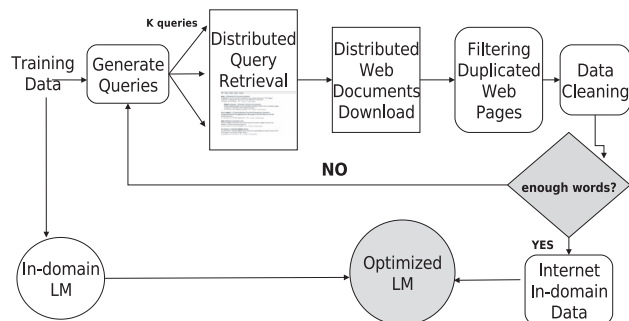 K queries
Training
Data
Generate
Queries
Distributed
Query
Retrieval
Distributed
Web
Documents
Download
Filtering
Duplicated
Web
Pages
Data
Cleaning
NO
enough words?
YES
In-domain
LM
Optimized
LM
Internet
In-domain
Data